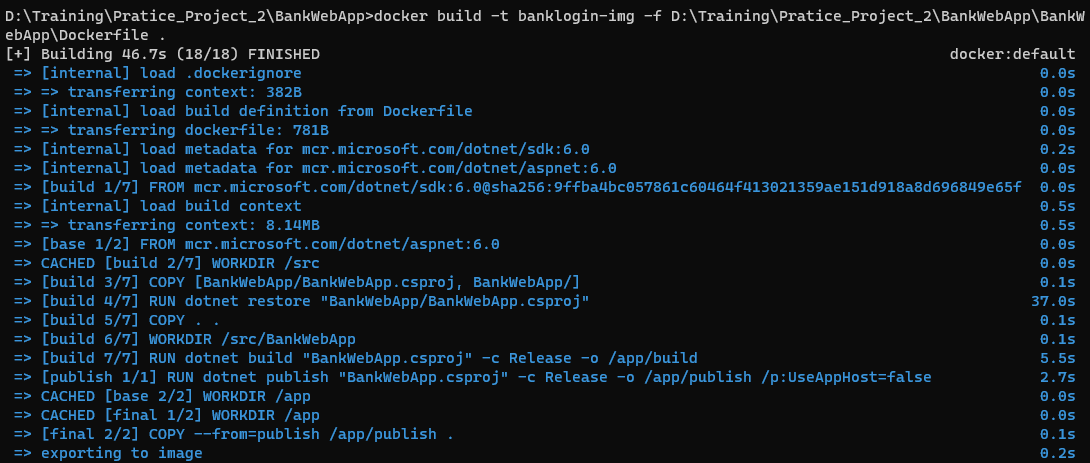 D:\Training\Pratice_Project_2\BankWebApp>docker build -t banklogin-img -f D:\Training\Pratice_Project_2\BankWebApp\BankW
ebApp\Dockerfile .
[+] Building 46.7s (18/18) FINISHED docker:default
=> [internal] load .dockerignore 0.0s
=> => transferring context: 382B 0.0s
=> [internal] load build definition from Dockerfile 0.0s
=> => transferring dockerfile: 781B 0.0s
=> [internal] load metadata for mcr.microsoft.com/dotnet/sdk:6.0 0.2s
=> [internal] load metadata for mcr.microsoft.com/dotnet/aspnet:6.0 0.0s
=> [build 1/7] FROM mcr.microsoft.com/dotnet/sdk:6.0@sha256:9ffba4bc057861c60464f413021359ae151d918a8d696849e65f 0.0s
=> [internal] load build context 0.5s
=> => transferring context: 8.14MB 0.5s
=> [base 1/2] FROM mcr.microsoft.com/dotnet/aspnet:6.0 0.0s
=> CACHED [build 2/7] WORKDIR /src 0.0s
=> [build 3/7] COPY [BankWebApp/BankWebApp.csproj, BankWebApp/] 0.1s
=> [build 4/7] RUN dotnet restore "BankWebApp/BankWebApp.csproj" 37.0s
=> [build 5/7] COPY . . 0.1s
=> [build 6/7] WORKDIR /src/BankWebApp 0.1s
=> [build 7/7] RUN dotnet build "BankWebApp.csproj" -c Release -o /app/build 5.5s
=> [publish 1/1] RUN dotnet publish "BankWebApp.csproj" -c Release -o /app/publish /p:UseAppHost=false 2.7s
=> CACHED [base 2/2] WORKDIR /app 0.0s
=> CACHED [final 1/2] WORKDIR /app 0.0s
=> [final 2/2] COPY --from=publish /app/publish . 0.1s
=> exporting to image 0.2s